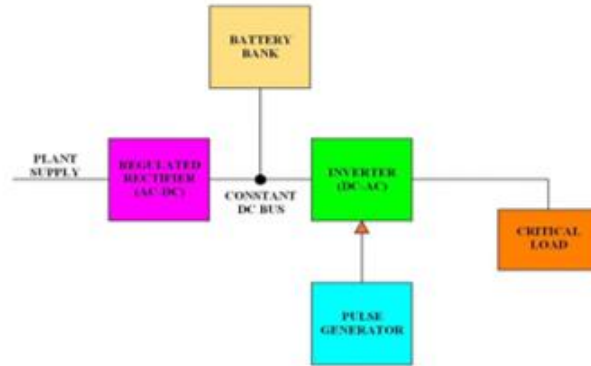 BATTERY
BANK
PLANT
SUPPLY
REGULATED
RECTIFIER
(AC-DC)
CONSTANT
DC BUS
INVERTER
(DC-AC)
CRITICAL
LOAD
PULSE
GENERATOR